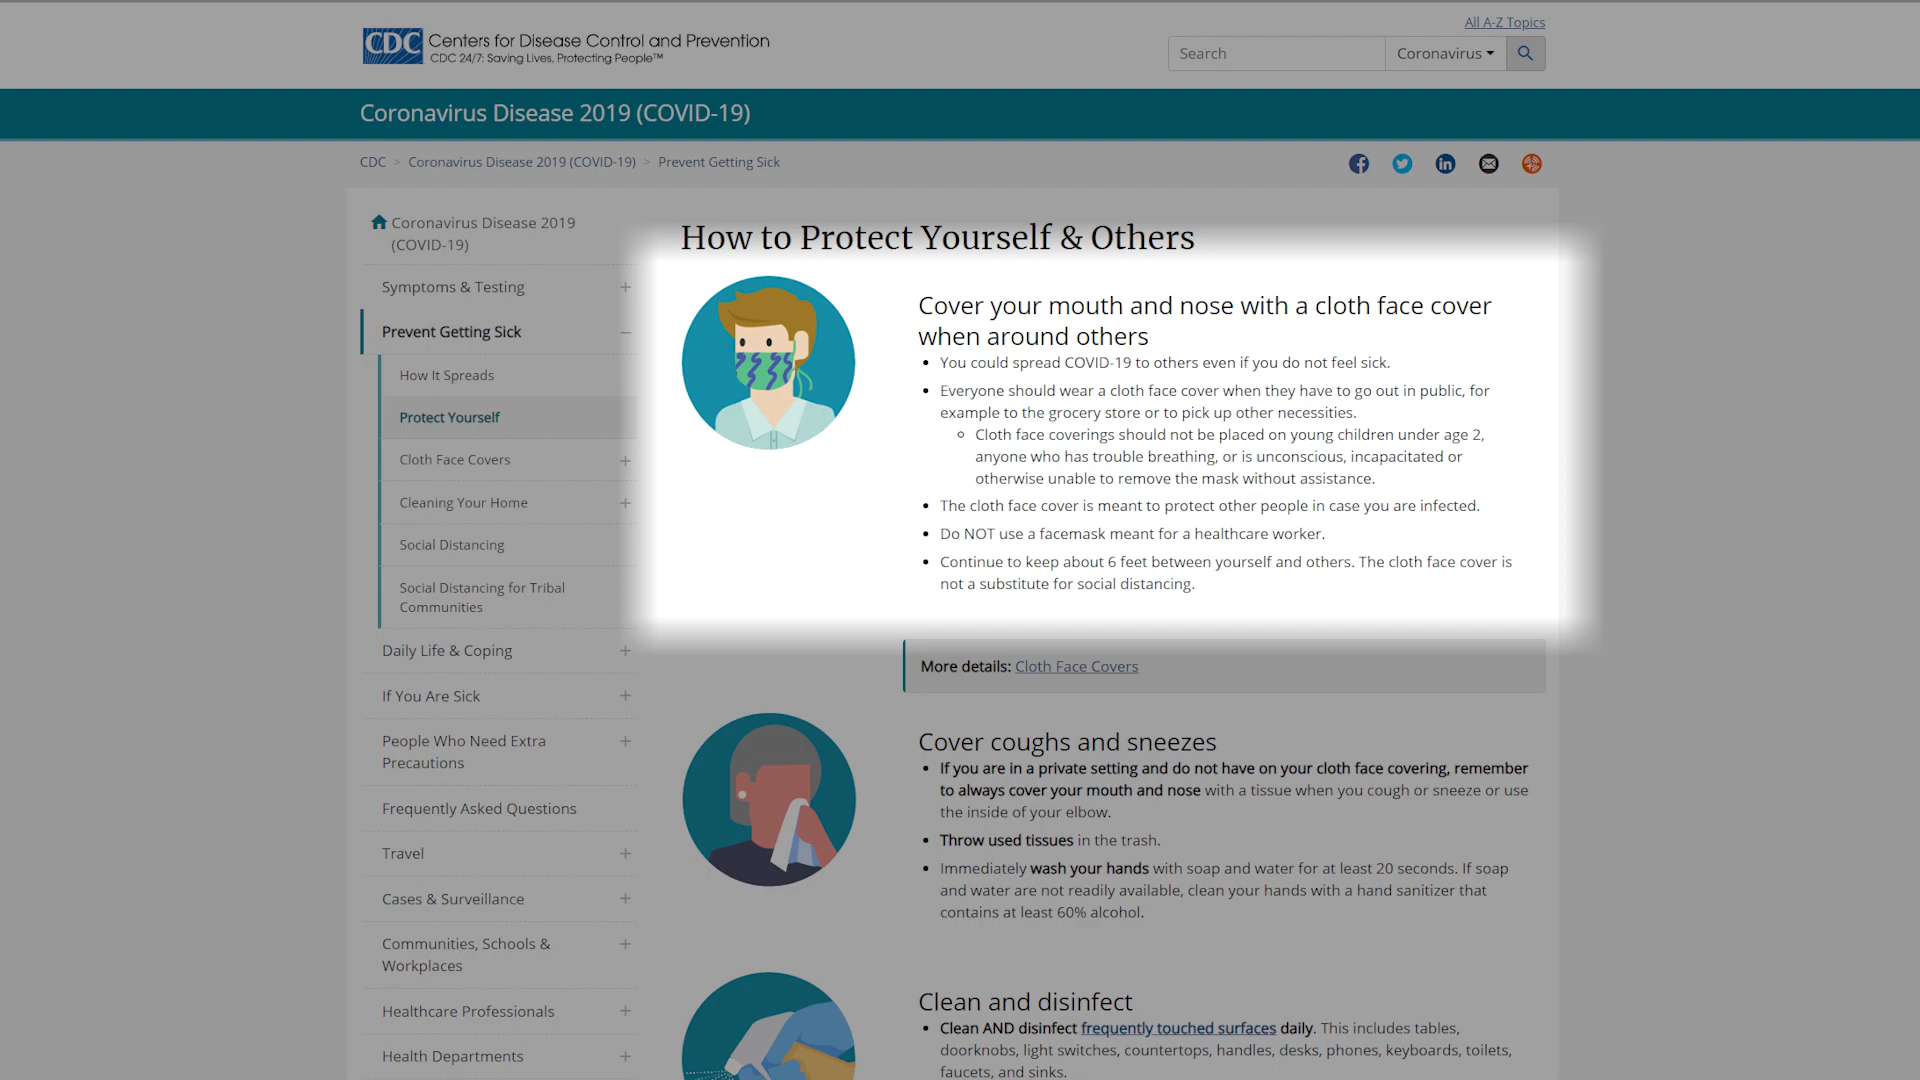 All A-Z Topics
CDC Centers for Disease Control and Prevention
CDC 24/7: Saving Lives, Protecting People™
Search
Coronavirus
Coronavirus Disease 2019 (COVID-19)
CDC > Coronavirus Disease 2019 (COVID-19) > Prevent Getting Sick
Coronavirus Disease 2019
(COVID-19)
Symptoms & Testing +
Prevent Getting Sick −
How It Spreads
Protect Yourself
Cloth Face Covers +
Cleaning Your Home +
Social Distancing
Social Distancing for Tribal
Communities
Daily Life & Coping +
If You Are Sick +
People Who Need Extra +
Precautions
Frequently Asked Questions
Travel +
Cases & Surveillance +
Communities, Schools & +
Workplaces
Healthcare Professionals +
Health Departments +
How to Protect Yourself & Others
Cover your mouth and nose with a cloth face cover
when around others
• You could spread COVID-19 to others even if you do not feel sick.
• Everyone should wear a cloth face cover when they have to go out in public, for
example to the grocery store or to pick up other necessities.
○ Cloth face coverings should not be placed on young children under age 2,
anyone who has trouble breathing, or is unconscious, incapacitated or
otherwise unable to remove the mask without assistance.
• The cloth face cover is meant to protect other people in case you are infected.
• Do NOT use a facemask meant for a healthcare worker.
• Continue to keep about 6 feet between yourself and others. The cloth face cover is
not a substitute for social distancing.
More details: Cloth Face Covers
Cover coughs and sneezes
• If you are in a private setting and do not have on your cloth face covering, remember
to always cover your mouth and nose with a tissue when you cough or sneeze or use
the inside of your elbow.
• Throw used tissues in the trash.
• Immediately wash your hands with soap and water for at least 20 seconds. If soap
and water are not readily available, clean your hands with a hand sanitizer that
contains at least 60% alcohol.
Clean and disinfect
• Clean AND disinfect frequently touched surfaces daily. This includes tables,
doorknobs, light switches, countertops, handles, desks, phones, keyboards, toilets,
faucets, and sinks.